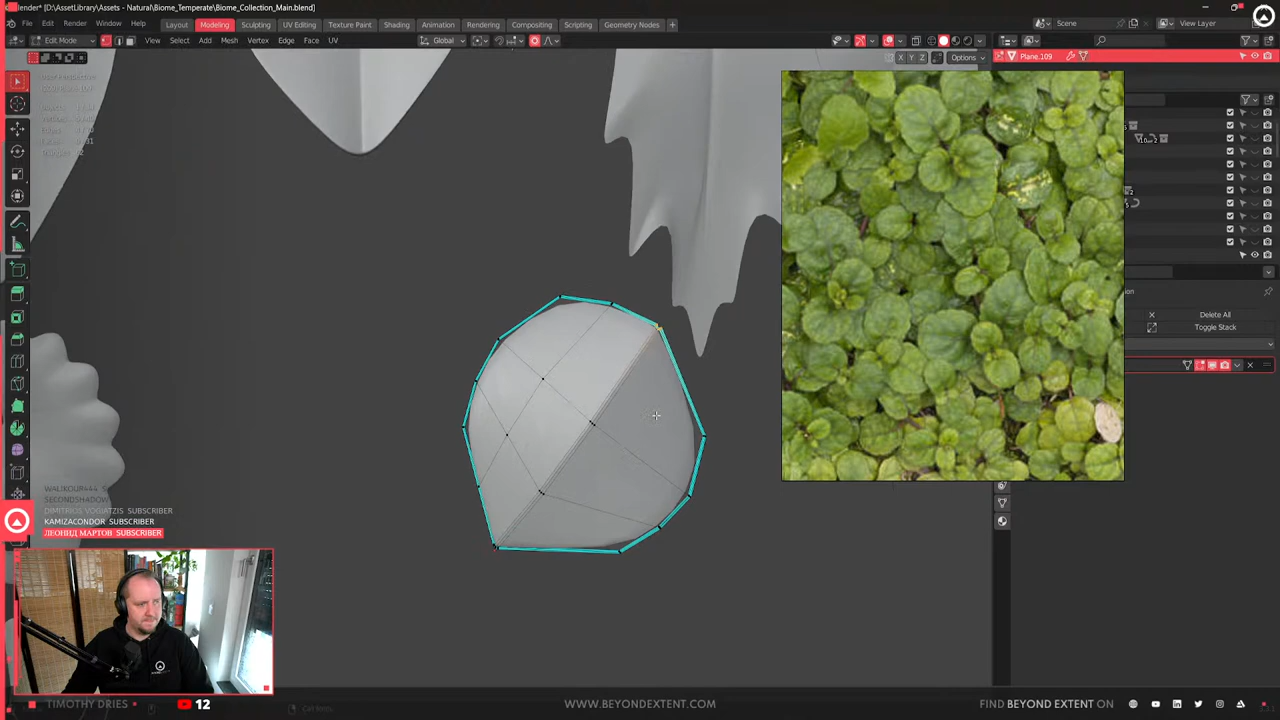 Blender* [D:\AssetLibrary\Assets - Natural\Biome_Temperate\Biome_Collection_Main.blend]
File Edit Render Window Help Layout Modeling Sculpting UV Editing Texture Paint Shading Animation Rendering Compositing Scripting Geometry Nodes + Scene View Layer
Edit Mode View Select Add Mesh Vertex Edge Face UV Global
X Y Z Options
Plane.109
Delete All
Toggle Stack
SECONDSHADOW
DIMITRIOS VOGIATZIS SUBSCRIBER
KAMIZACONDOR SUBSCRIBER
ЛЕОНИД МАРТОВ SUBSCRIBER
TIMOTHY DRIES 12 WWW.BEYONDEXTENT.COM FIND BEYOND EXTENT ON